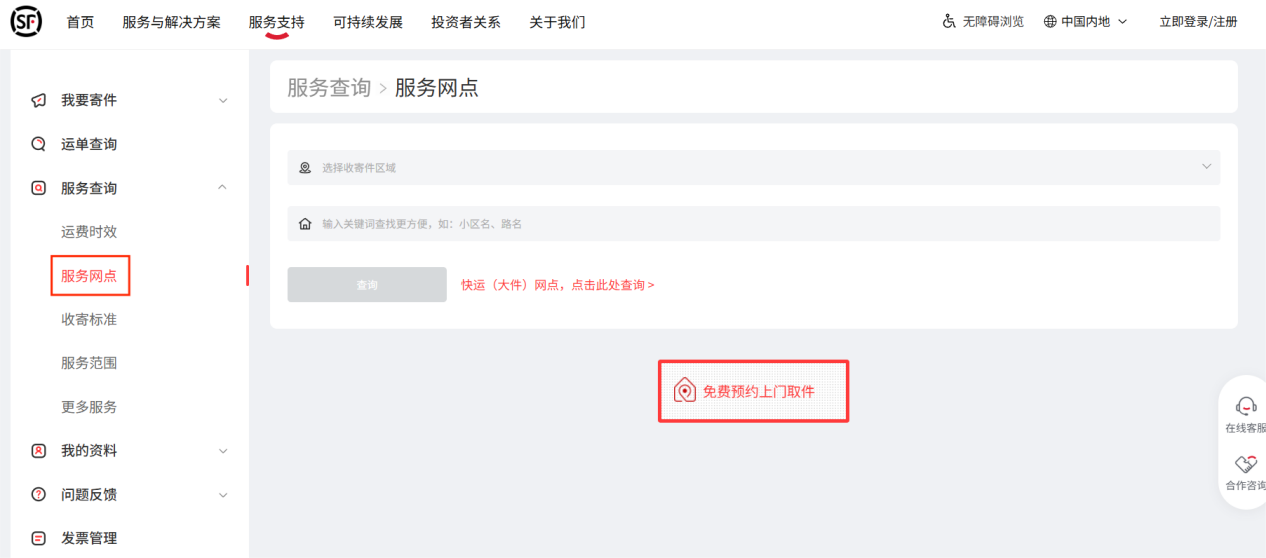 SF
首页 服务与解决方案 服务支持 可持续发展 投资者关系 关于我们 无障碍浏览 中国内地 立即登录/注册
我要寄件
运单查询
服务查询
运费时效
服务网点
收寄标准
服务范围
更多服务
我的资料
问题反馈
发票管理
服务查询 > 服务网点
选择收寄件区域
输入关键词查找更方便，如：小区名、路名
查询 快运（大件）网点，点击此处查询 >
免费预约上门取件
在线客服
合作咨询